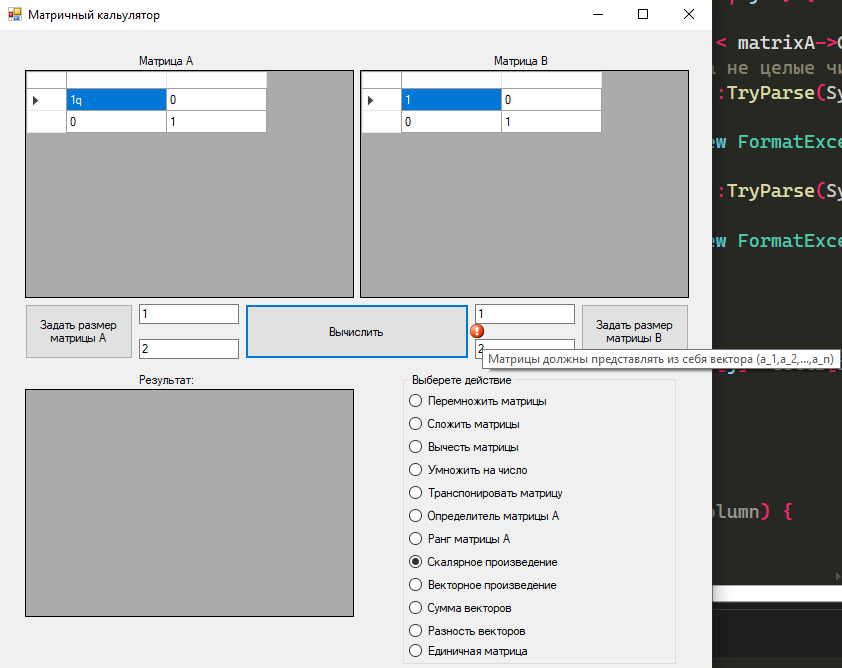 Матричный калькулятор
Матрица A
Матрица B
1q 0
0 1
1 0
0 1
Задать размер
матрицы A
1
2
Вычислить
1
2
Задать размер
матрицы B
Матрицы должны представлять из себя вектора (a_1,a_2,...,a_n)
Результат:
Выберете действие
Перемножить матрицы
Сложить матрицы
Вычесть матрицы
Умножить на число
Транспонировать матрицу
Определитель матрицы A
Ранг матрицы A
Скалярное произведение
Векторное произведение
Сумма векторов
Разность векторов
Единичная матрица
< matrixA->
не целые чи
:TryParse(Sy
ew FormatExce
:TryParse(Sy
ew FormatExce
olumn) {